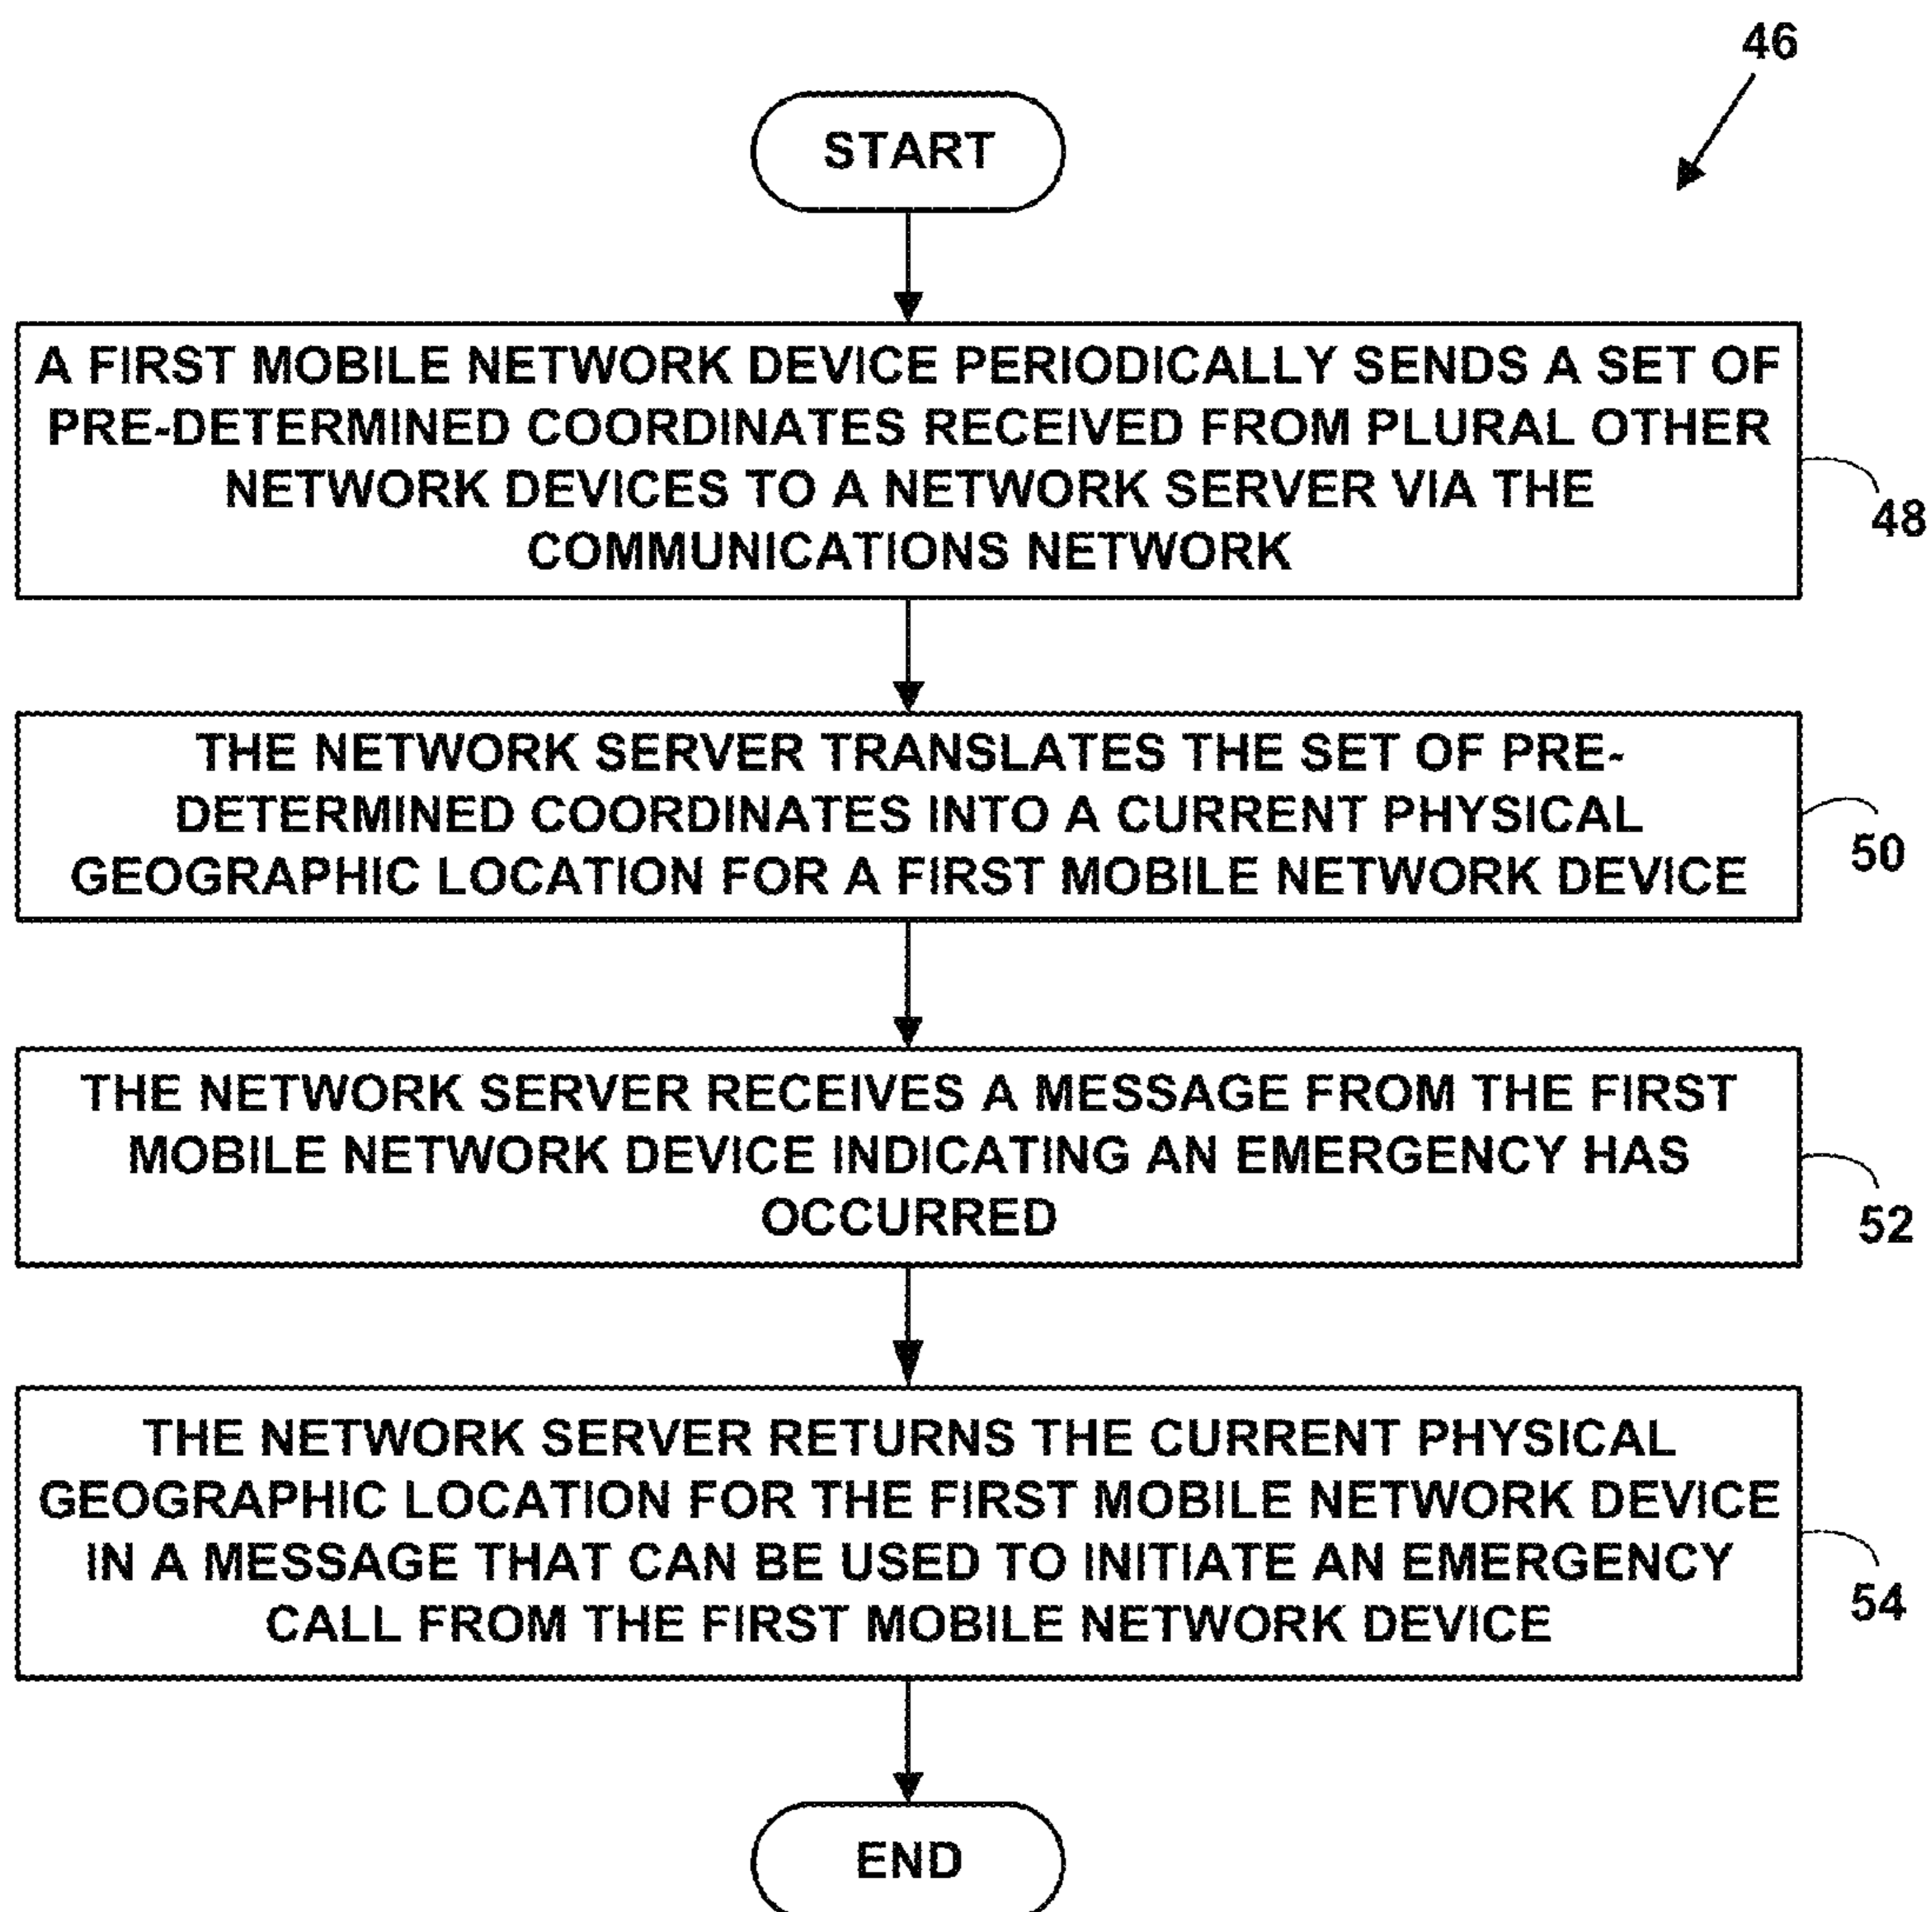 46
START
A FIRST MOBILE NETWORK DEVICE PERIODICALLY SENDS A SET OF
PRE-DETERMINED COORDINATES RECEIVED FROM PLURAL OTHER
NETWORK DEVICES TO A NETWORK SERVER VIA THE
COMMUNICATIONS NETWORK
48
THE NETWORK SERVER TRANSLATES THE SET OF PRE-
DETERMINED COORDINATES INTO A CURRENT PHYSICAL
GEOGRAPHIC LOCATION FOR A FIRST MOBILE NETWORK DEVICE
50
THE NETWORK SERVER RECEIVES A MESSAGE FROM THE FIRST
MOBILE NETWORK DEVICE INDICATING AN EMERGENCY HAS
OCCURRED
52
THE NETWORK SERVER RETURNS THE CURRENT PHYSICAL
GEOGRAPHIC LOCATION FOR THE FIRST MOBILE NETWORK DEVICE
IN A MESSAGE THAT CAN BE USED TO INITIATE AN EMERGENCY
CALL FROM THE FIRST MOBILE NETWORK DEVICE
54
END